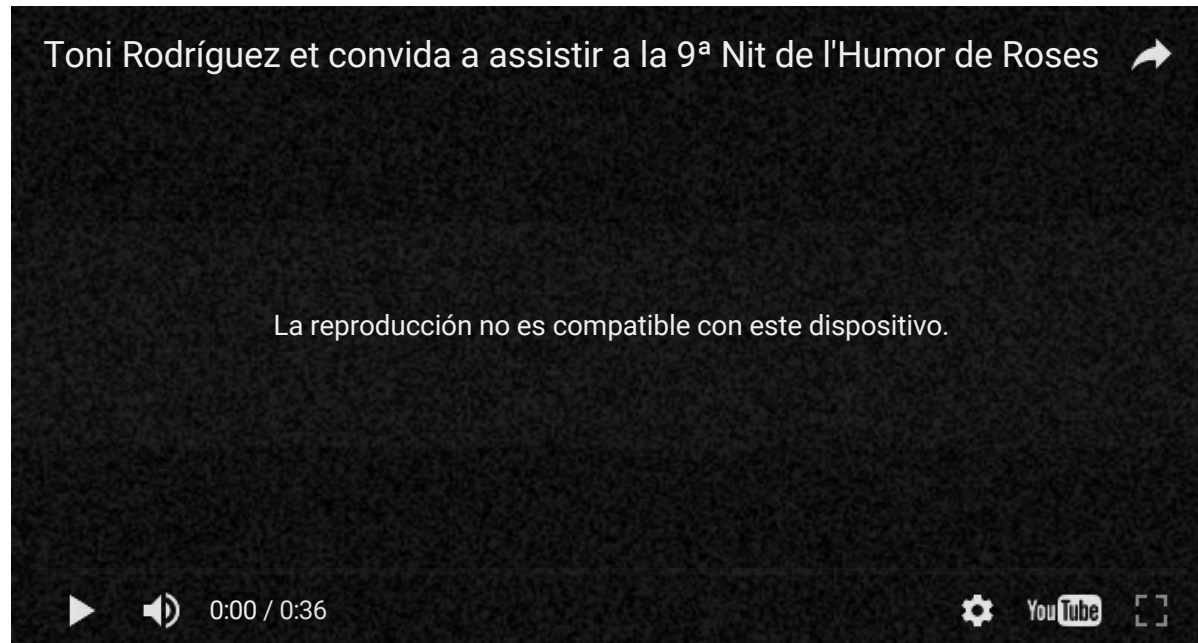 Toni Rodríguez et convida a assistir a la 9ª Nit de l'Humor de Roses
La reproducción no es compatible con este dispositivo.
0:00 / 0:36
YouTube